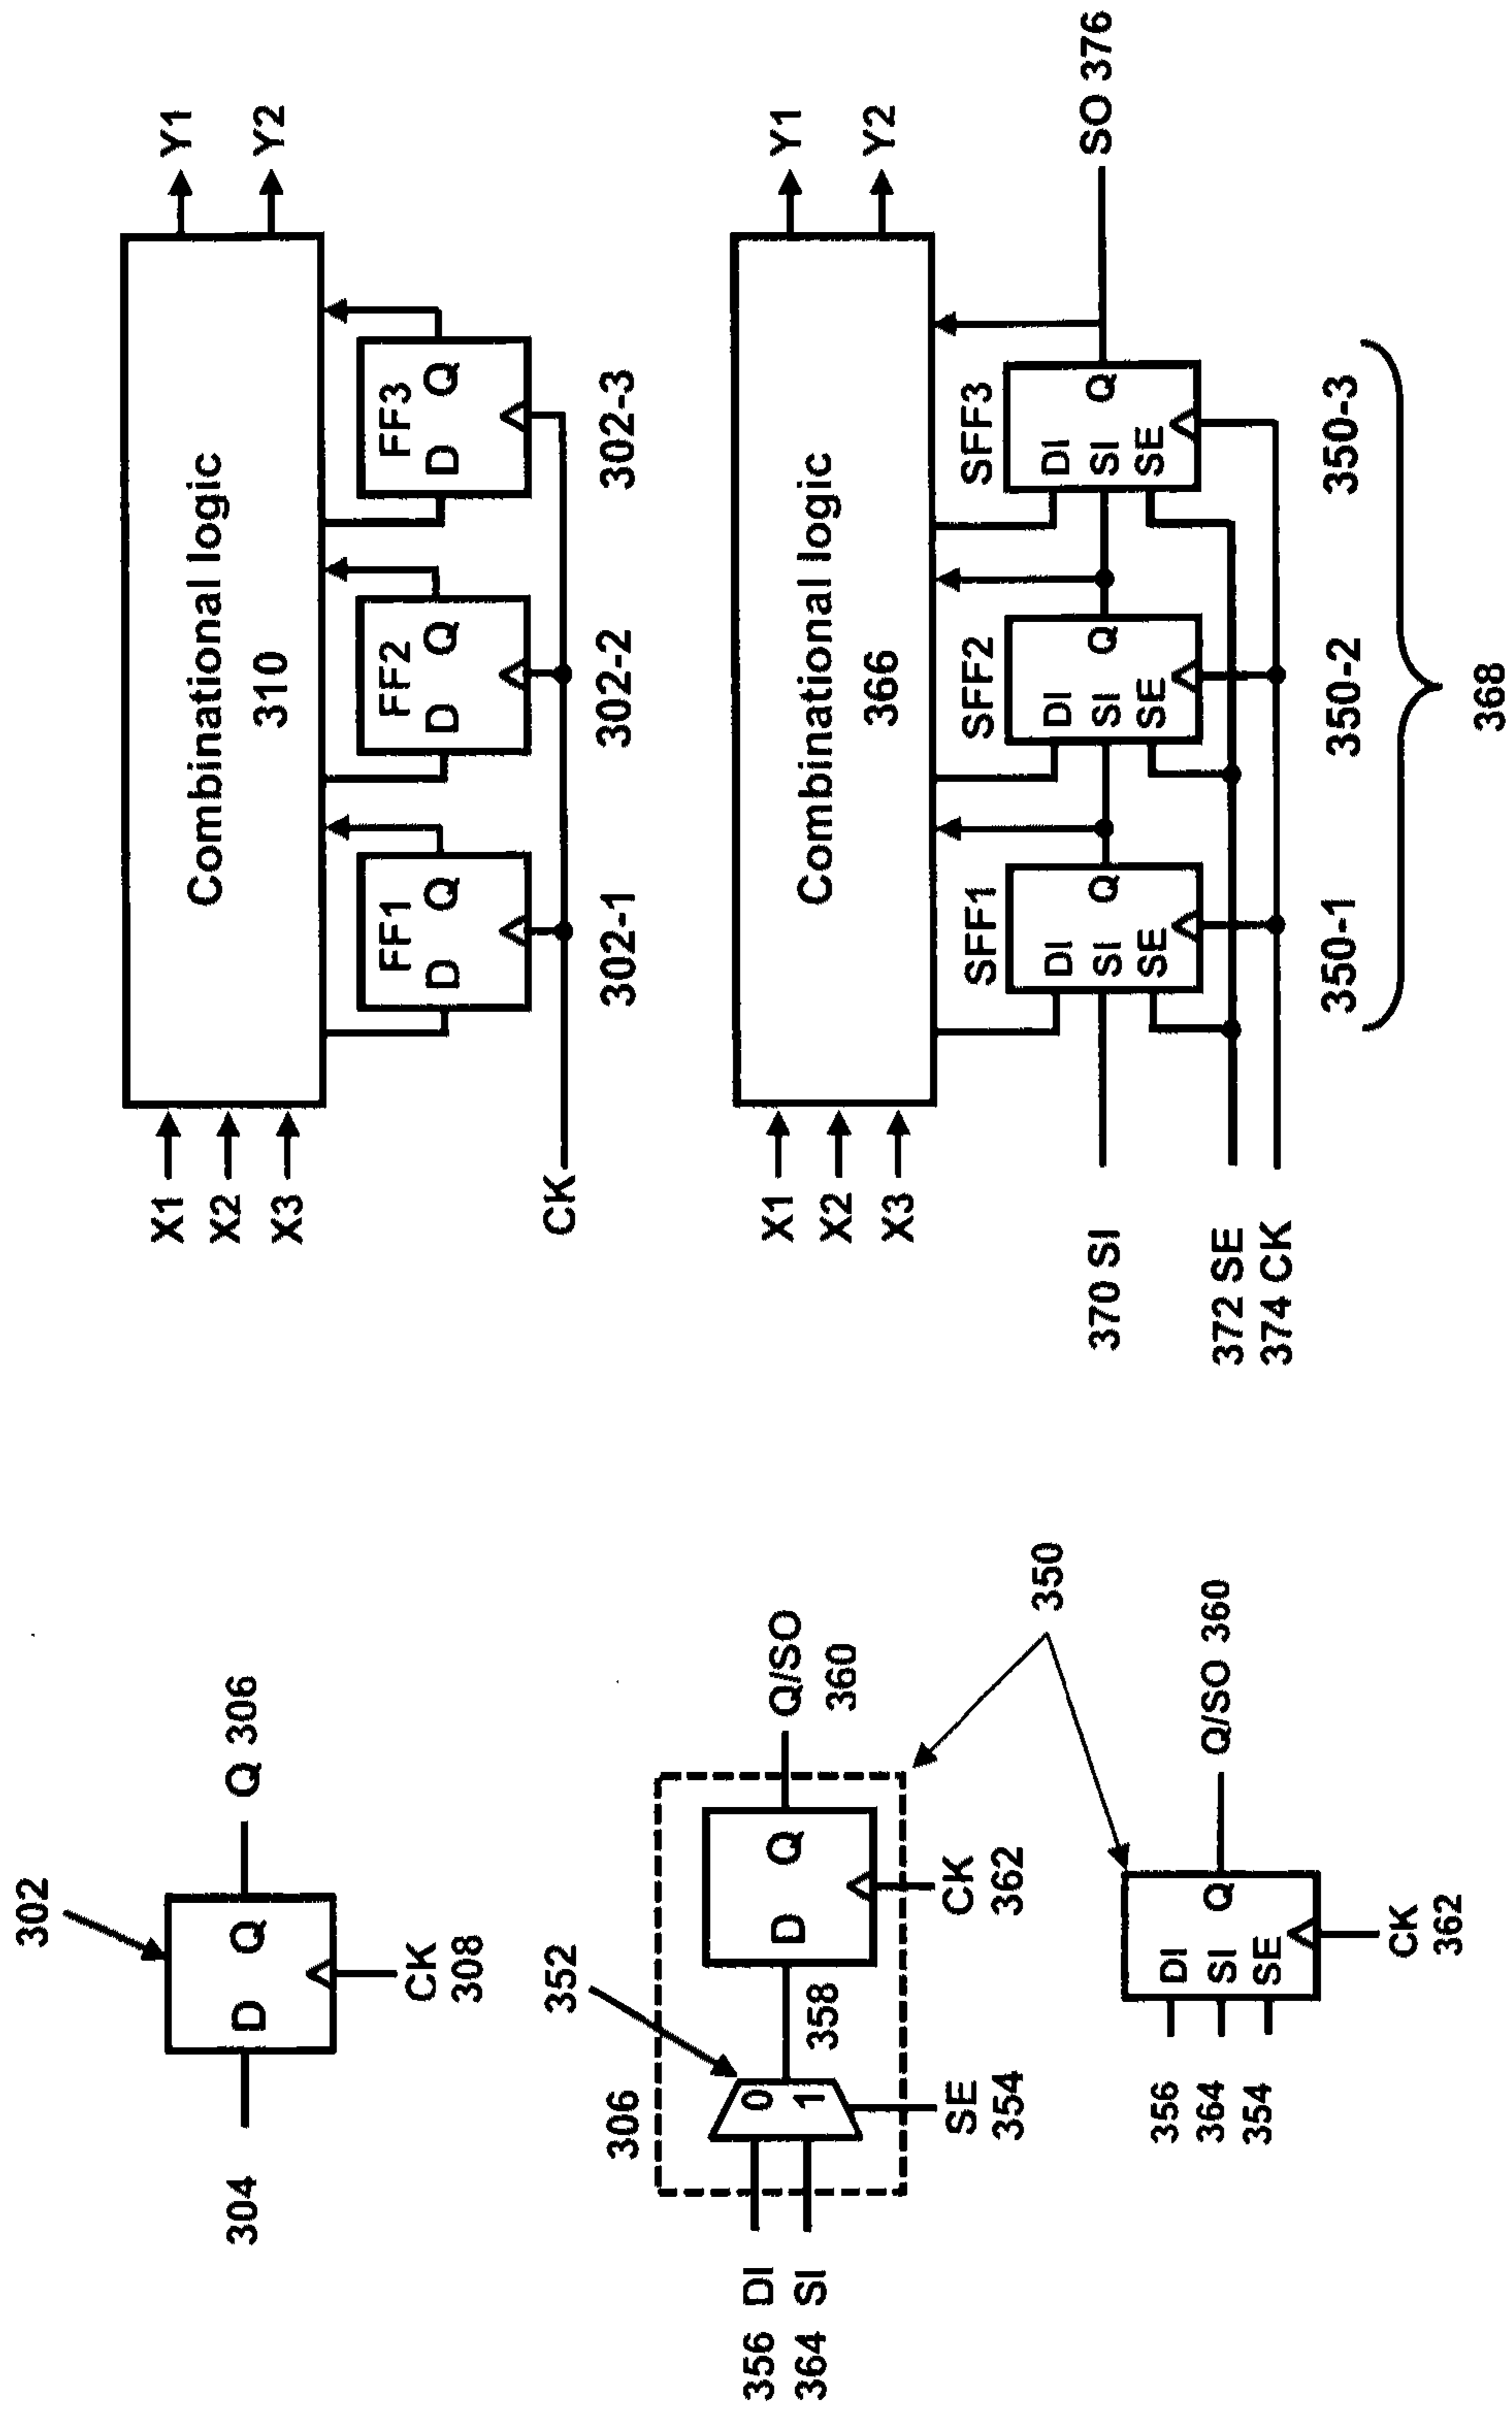 302
304
D Q
Q 306
CK
308
X1
X2
X3
Combinational logic
310
Y1
Y2
FF1
D Q
FF2
D Q
FF3
D Q
CK
302-1
302-2
302-3
306
352
356 DI
364 SI
0
1
358
D Q
Q/SO
360
SE
354
CK
362
350
356
364
354
DI
SI
SE
Q
Q/SO 360
CK
362
X1
X2
X3
Combinational logic
366
Y1
Y2
SFF1
DI
SI
SE
Q
SFF2
DI
SI
SE
Q
SFF3
DI
SI
SE
Q
370 SI
SO 376
372 SE
374 CK
350-1
350-2
350-3
368